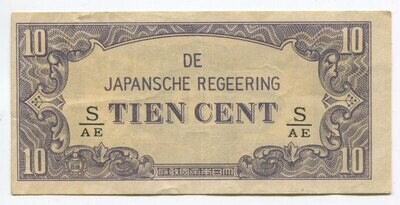 10 10
DE
JAPANSCHE REGEERING
S/AE TIEN CENT S/AE
10 10